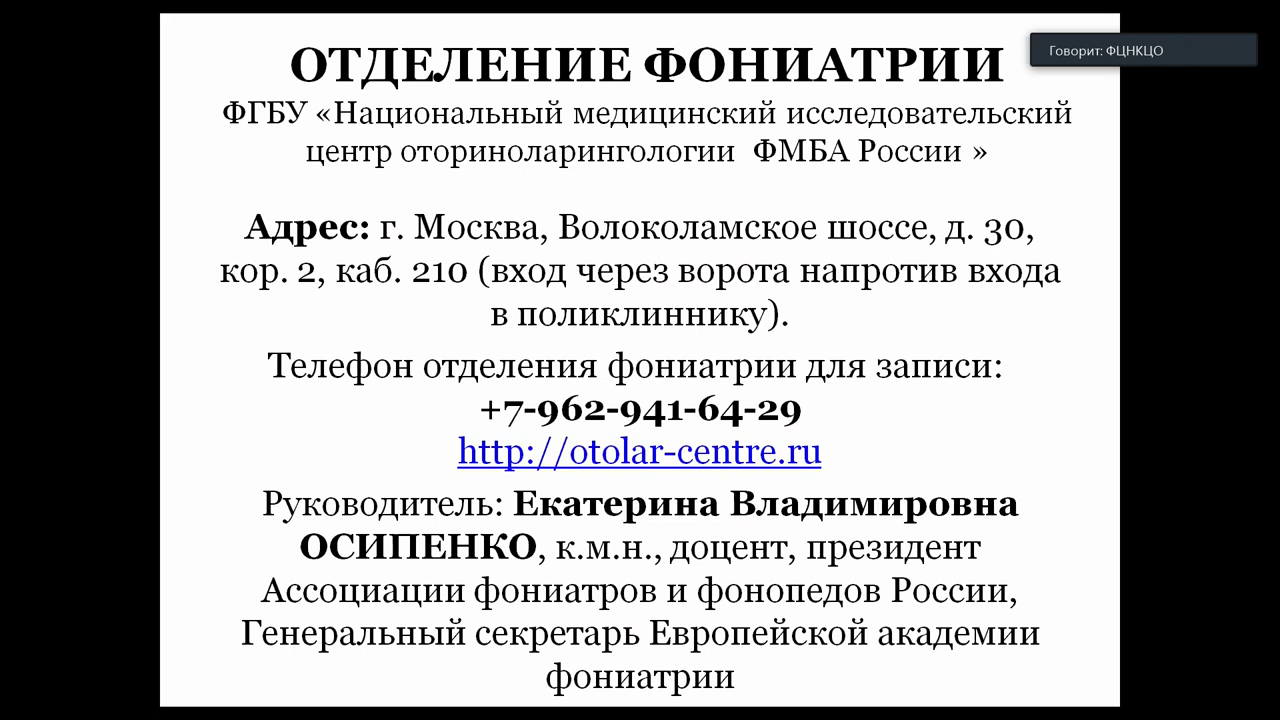 ОТДЕЛЕНИЕ ФОНИАТРИИ
Говорит: ФЦНКЦО
ФГБУ «Национальный медицинский исследовательский
центр оториноларингологии ФМБА России »
Адрес: г. Москва, Волоколамское шоссе, д. 30,
кор. 2, каб. 210 (вход через ворота напротив входа
в поликлиннику).
Телефон отделения фониатрии для записи:
+7-962-941-64-29
http://otolar-centre.ru
Руководитель: Екатерина Владимировна
ОСИПЕНКО, к.м.н., доцент, президент
Ассоциации фониатров и фонопедов России,
Генеральный секретарь Европейской академии
фониатрии